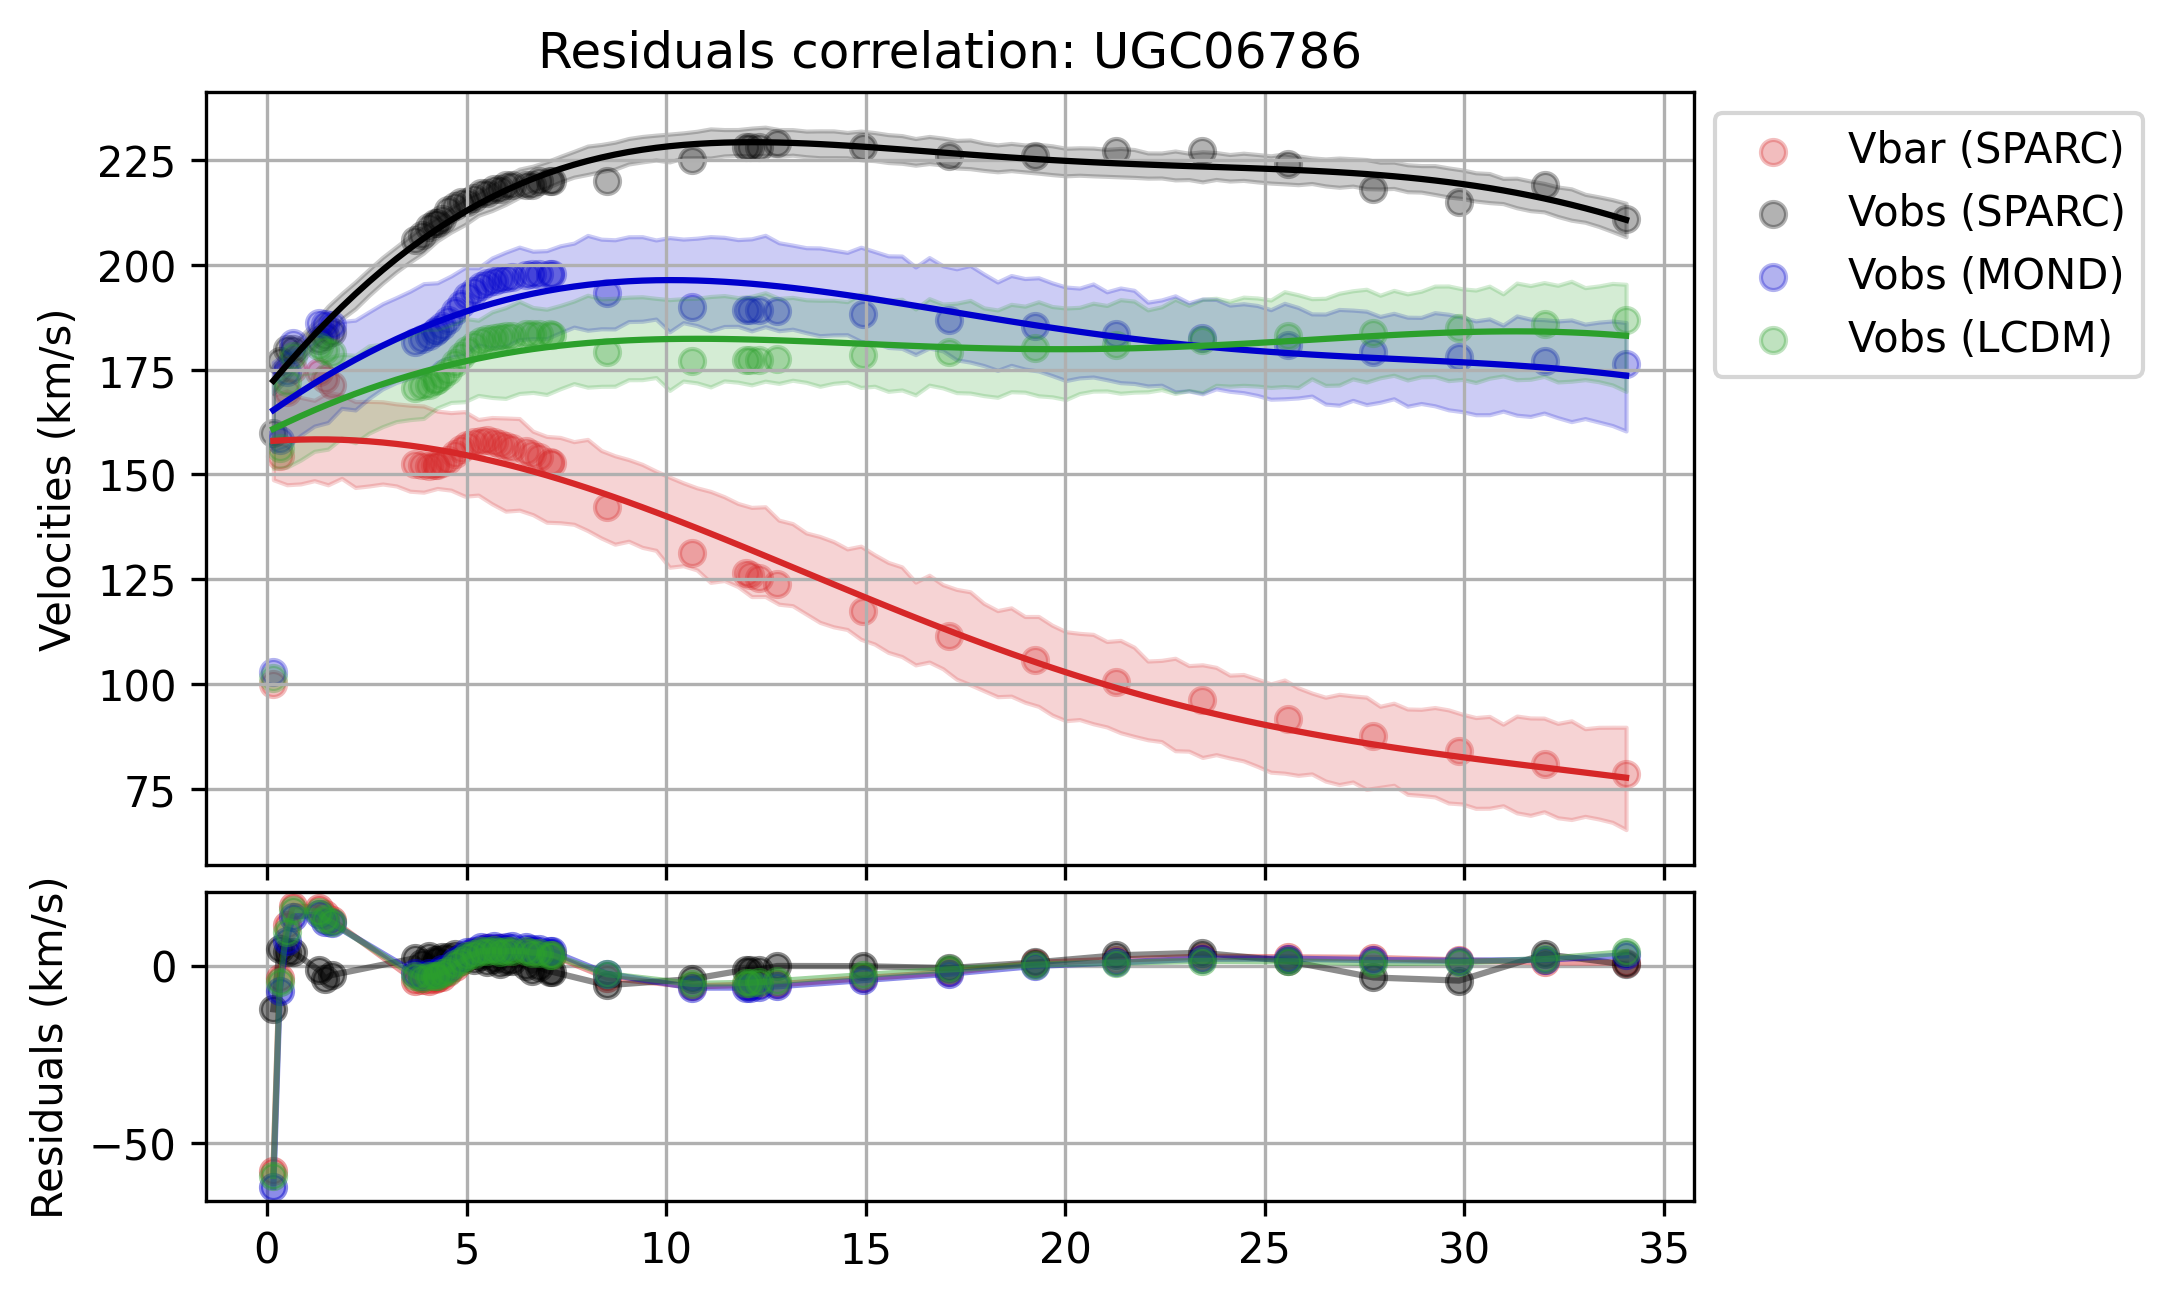 Residuals correlation: UGC06786
Velocities (km/s)
225
200
175
150
125
100
75
Vbar (SPARC)
Vobs (SPARC)
Vobs (MOND)
Vobs (LCDM)
Residuals (km/s)
0
−50
0 5 10 15 20 25 30 35